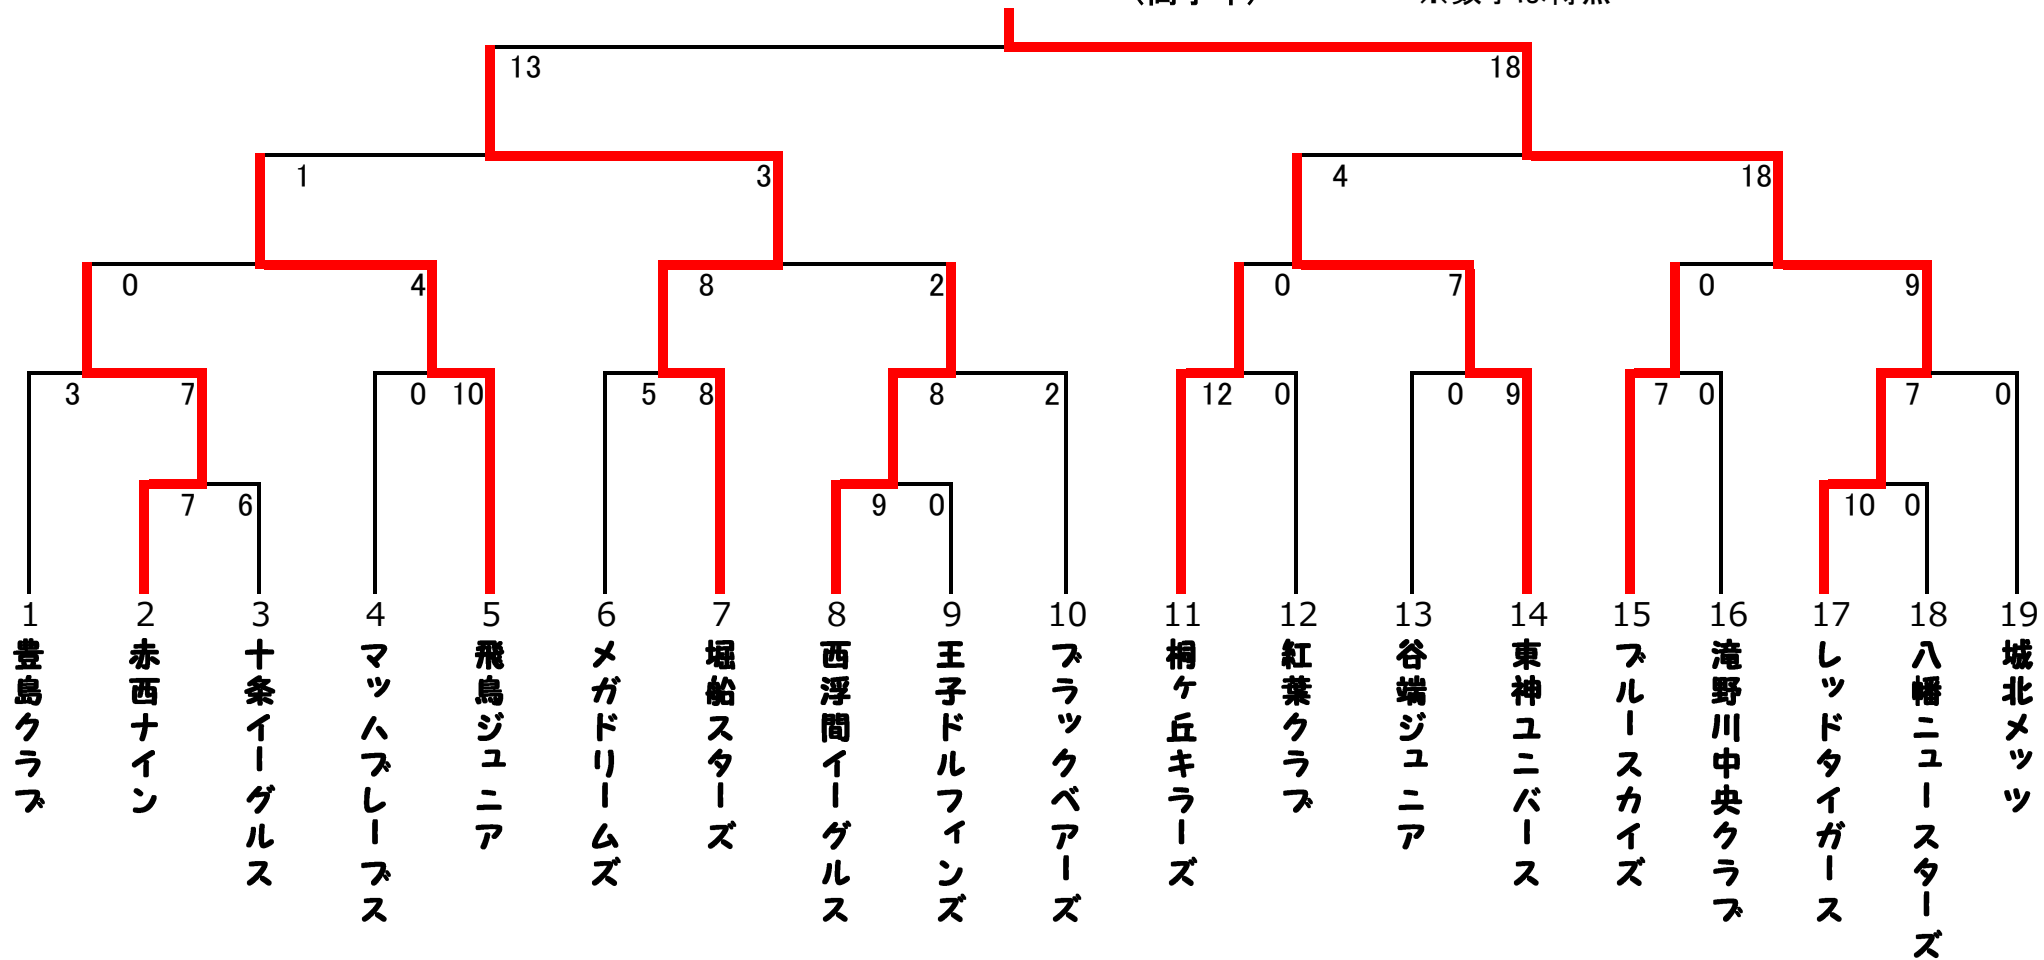 13 18
1 3 4 18
0 4 8 2 0 7 0 9
3 7 0 10 5 8 8 2 12 0 0 9 7 0 7 0
7 6 9 0 10 0
1 2 3 4 5 6 7 8 9 10 11 12 13 14 15 16 17 18 19
豊島クラブ
赤西ナイン
十条イーグルス
マッハブレーブス
飛鳥ジュニア
メガドリームズ
堀船スターズ
西浮間イーグルス
王子ドルフィンズ
ブラックベアーズ
桐ヶ丘キラーズ
紅葉クラブ
谷端ジュニア
東神ユニバース
ブルースカイズ
滝野川中央クラブ
レッドタイガース
八幡ニュースターズ
城北メッツ